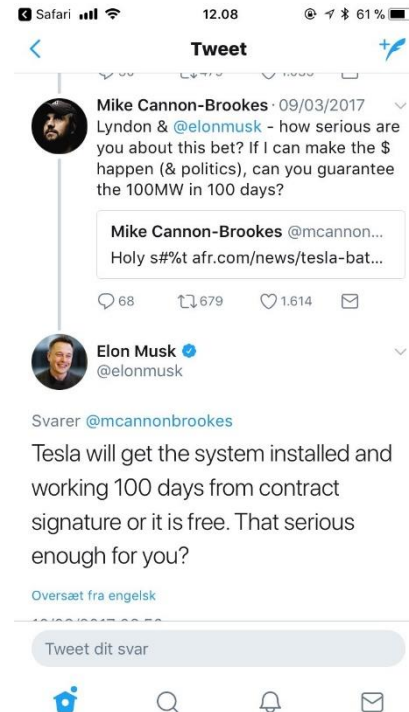 Safari 12.08 61 %
Tweet
Mike Cannon-Brookes · 09/03/2017
Lyndon & @elonmusk - how serious are
you about this bet? If I can make the $
happen (& politics), can you guarantee
the 100MW in 100 days?
Mike Cannon-Brookes @mcannon...
Holy s#%t afr.com/news/tesla-bat...
68 679 1.614
Elon Musk
@elonmusk
Svarer @mcannonbrookes
Tesla will get the system installed and
working 100 days from contract
signature or it is free. That serious
enough for you?
Oversæt fra engelsk
Tweet dit svar